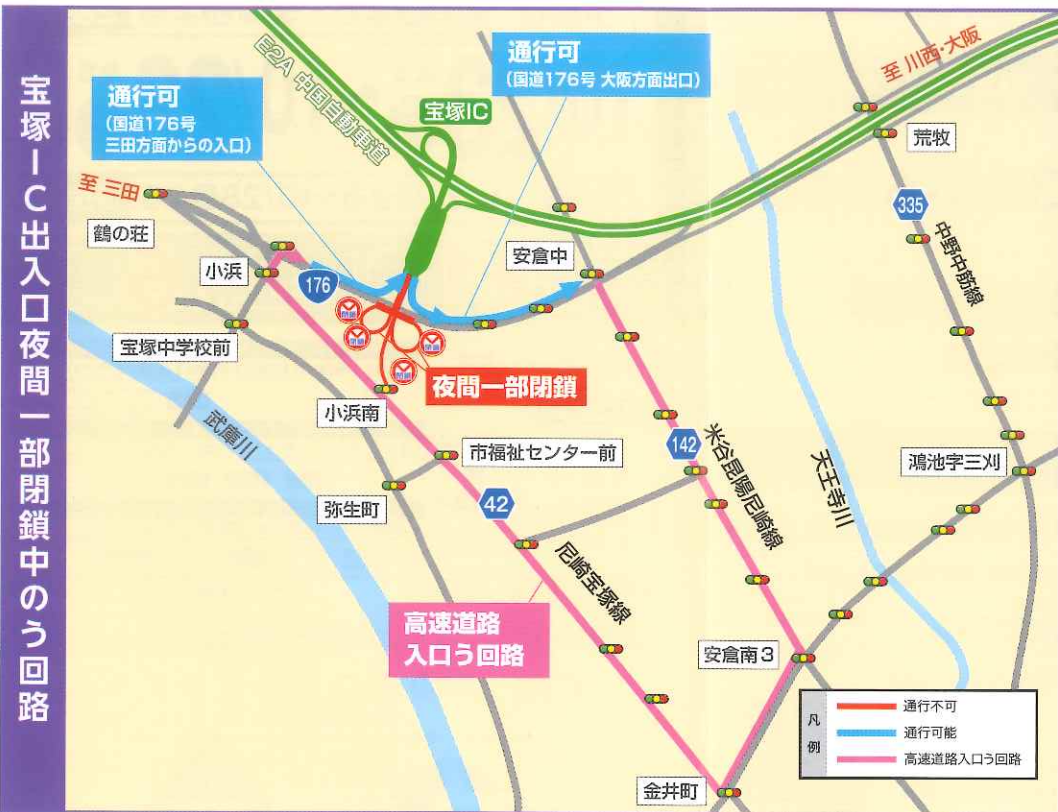 宝塚IC出入口夜間一部閉鎖中のう回路
通行可
(国道176号
三田方面からの入口)
E2A 中国自動車道
通行可
(国道176号 大阪方面出口)
宝塚IC
至 川西・大阪
荒牧
335
中野中筋線
至 三田
鶴の荘
小浜
176
安倉中
宝塚中学校前
閉鎖
閉鎖
閉鎖
閉鎖
夜間一部閉鎖
小浜南
武庫川
市福祉センター前
142
米谷昆陽尼崎線
天王寺川
鴻池字三刈
弥生町
42
尼崎宝塚線
高速道路
入口う回路
安倉南3
金井町
凡例
通行不可
通行可能
高速道路入口う回路